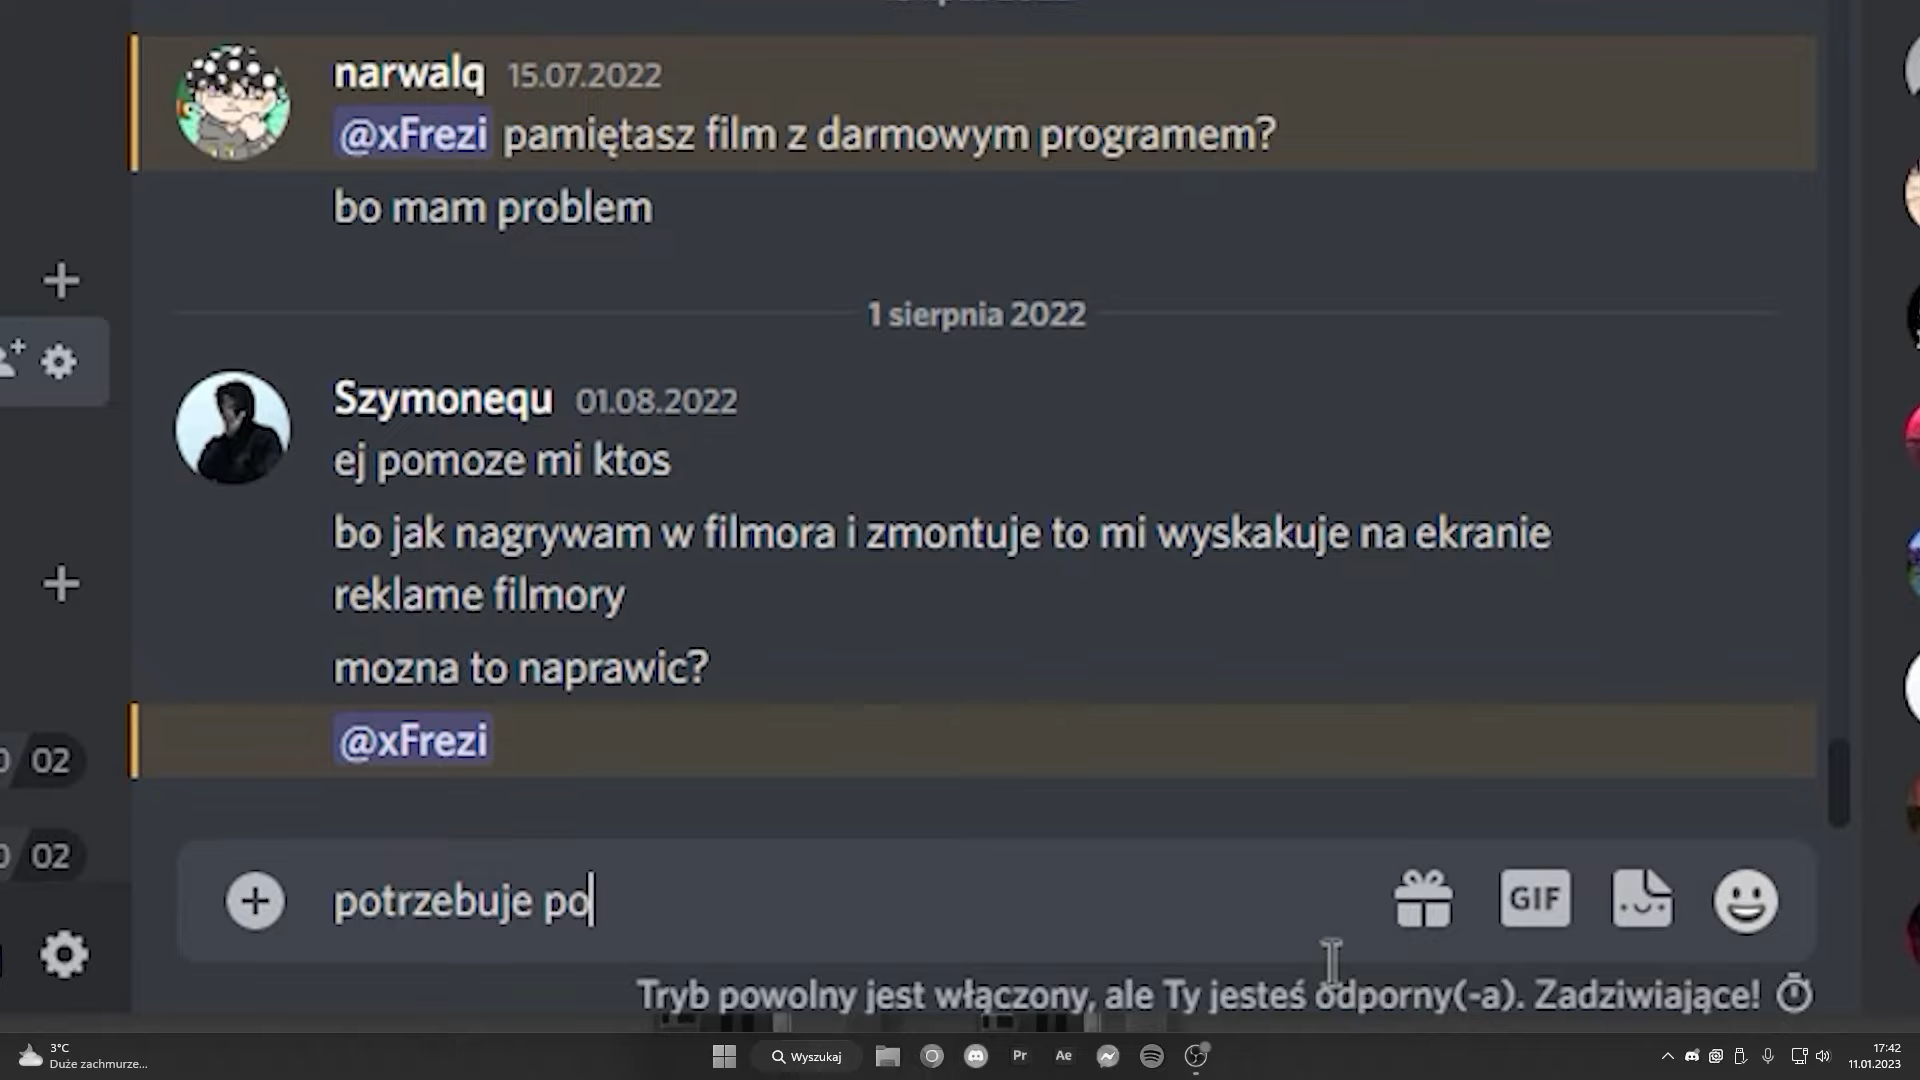 narwalq 15.07.2022
@xFrezi pamiętasz film z darmowym programem?
bo mam problem
1 sierpnia 2022
Szymonequ 01.08.2022
ej pomoze mi ktos
bo jak nagrywam w filmora i zmontuje to mi wyskakuje na ekranie
reklame filmory
mozna to naprawic?
@xFrezi
02
02
potrzebuje po
GIF
Tryb powolny jest włączony, ale Ty jesteś odporny(-a). Zadziwiające!
3°C
Duże zachmurze...
Wyszukaj
Pr
Ae
17:42
11.01.2023